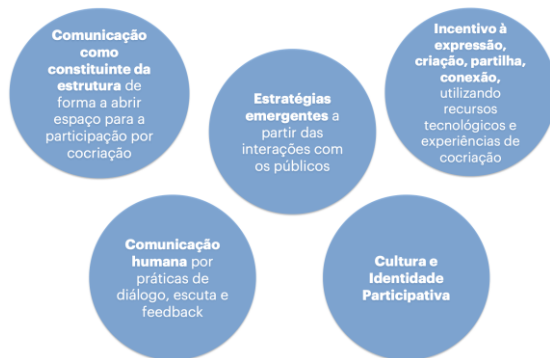 Comunicação
como
constituinte da
estrutura de
forma a abrir
espaço para a
participação por
cocriação
Estratégias
emergentes a
partir das
interações com
os públicos
Incentivo à
expressão,
criação, partilha,
conexão,
utilizando
recursos
tecnológicos e
experiências de
cocriação
Comunicação
humana por
práticas de
diálogo, escuta e
feedback
Cultura e
Identidade
Participativa